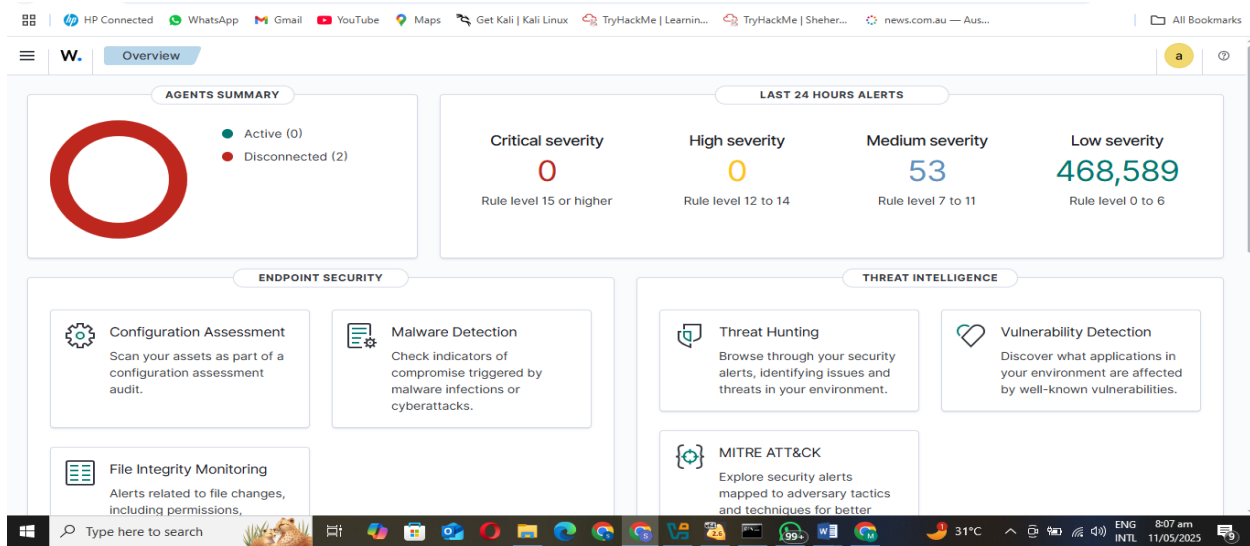 HP Connected WhatsApp Gmail YouTube Maps Get Kali | Kali Linux TryHackMe | Learnin... TryHackMe | Sheher... news.com.au — Aus... All Bookmarks
W. Overview a
AGENTS SUMMARY
Active (0)
Disconnected (2)
LAST 24 HOURS ALERTS
Critical severity
0
Rule level 15 or higher
High severity
0
Rule level 12 to 14
Medium severity
53
Rule level 7 to 11
Low severity
468,589
Rule level 0 to 6
ENDPOINT SECURITY
Configuration Assessment
Scan your assets as part of a
configuration assessment
audit.
Malware Detection
Check indicators of
compromise triggered by
malware infections or
cyberattacks.
File Integrity Monitoring
Alerts related to file changes,
including permissions,
THREAT INTELLIGENCE
Threat Hunting
Browse through your security
alerts, identifying issues and
threats in your environment.
Vulnerability Detection
Discover what applications in
your environment are affected
by well-known vulnerabilities.
MITRE ATT&CK
Explore security alerts
mapped to adversary tactics
and techniques for better
Type here to search 99+ 1 31°C ENG INTL 8:07 am 11/05/2025 9